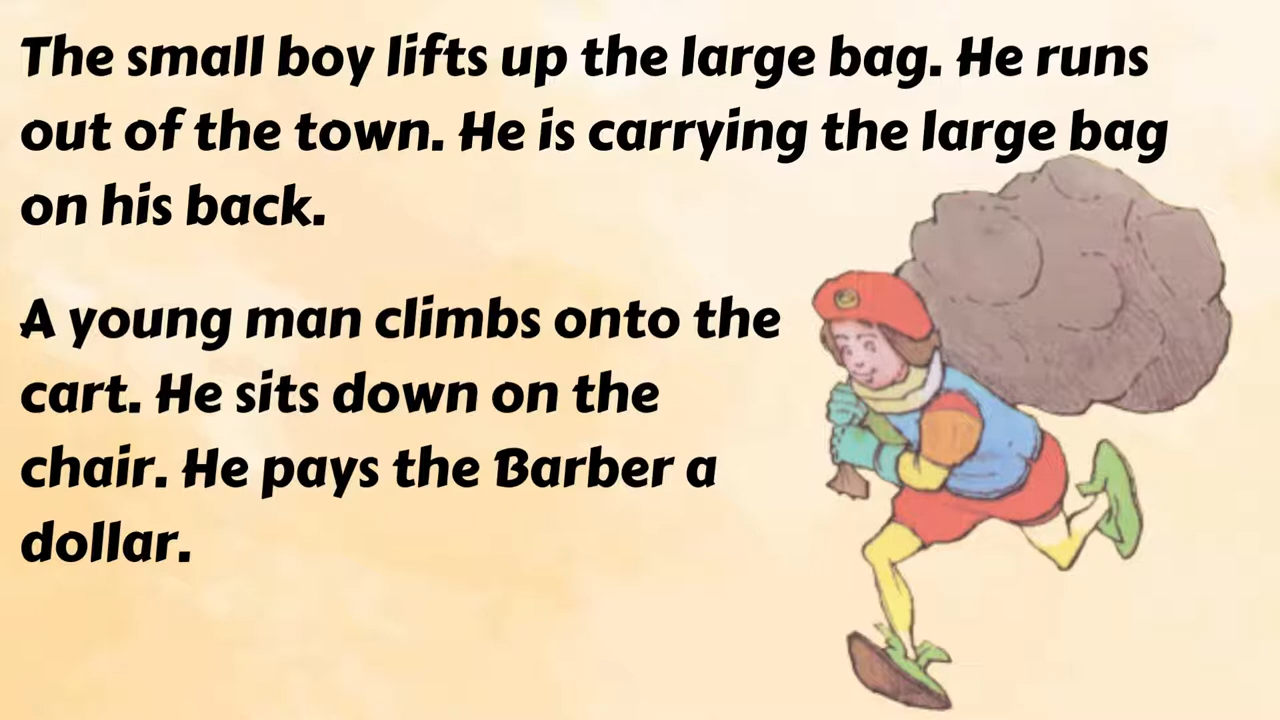 The small boy lifts up the large bag. He runs
out of the town. He is carrying the large bag
on his back.
A young man climbs onto the
cart. He sits down on the
chair. He pays the Barber a
dollar.